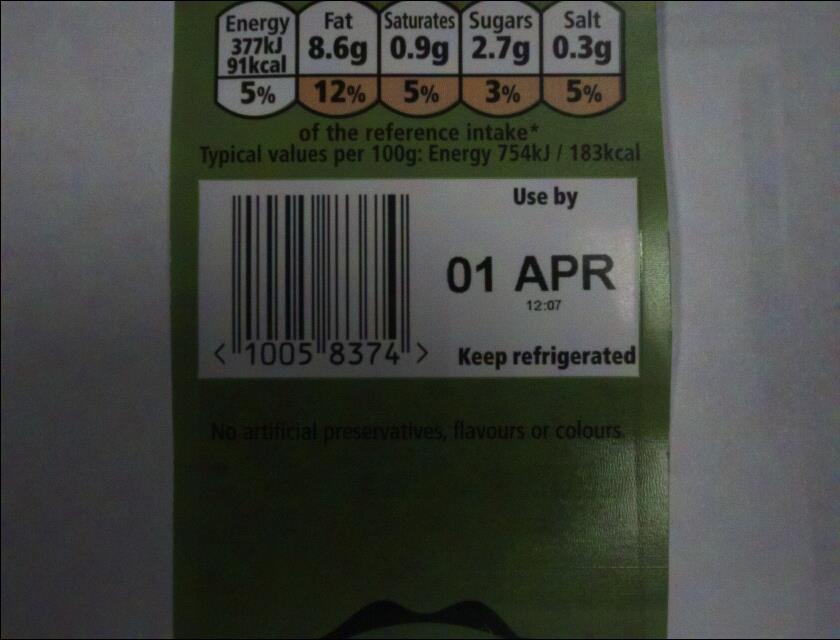 Energy Fat Saturates Sugars Salt
377kJ 8.6g 0.9g 2.7g 0.3g
91kcal
5% 12% 5% 3% 5%
of the reference intake*
Typical values per 100g: Energy 754kJ / 183kcal
Use by
01 APR
12:07
< 1005 8374 > Keep refrigerated
No artificial preservatives, flavours or colours.